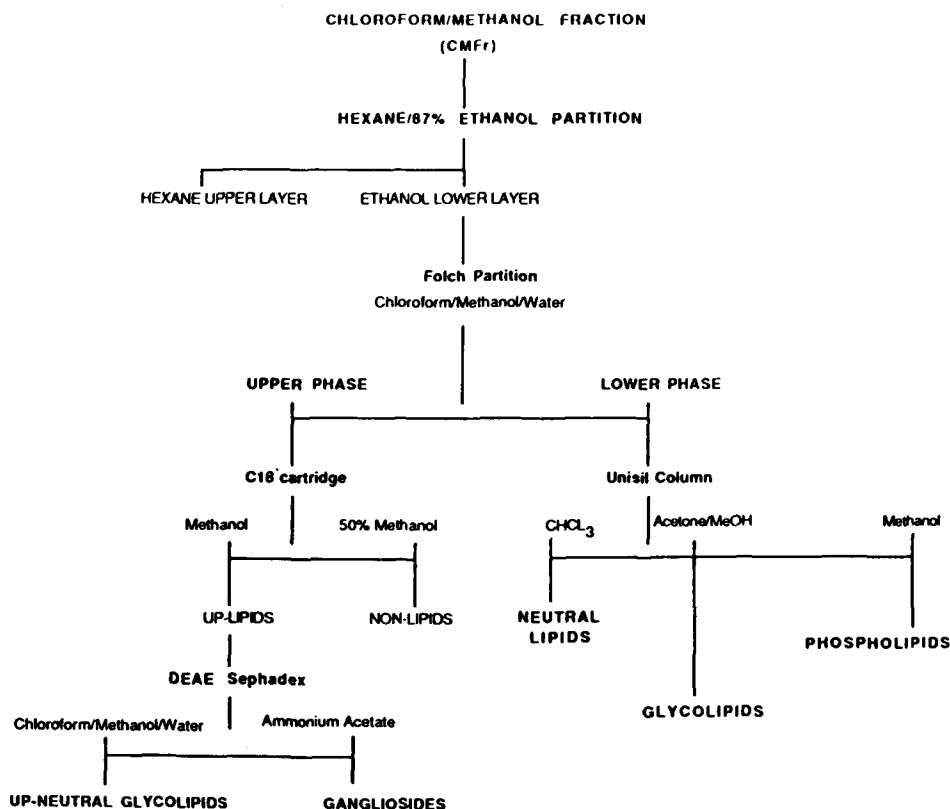 CHLOROFORM/METHANOL FRACTION
(CMFr)
HEXANE/87% ETHANOL PARTITION
HEXANE UPPER LAYER ETHANOL LOWER LAYER
Folch Partition
Chloroform/Methanol/Water
UPPER PHASE LOWER PHASE
C18 cartridge Unisil Column
Methanol 50% Methanol CHCL3 Acetone/MeOH Methanol
UP-LIPIDS NON-LIPIDS NEUTRAL
LIPIDS
PHOSPHOLIPIDS
DEAE Sephadex
GLYCOLIPIDS
Chloroform/Methanol/Water Ammonium Acetate
UP-NEUTRAL GLYCOLIPIDS GANGLIOSIDES